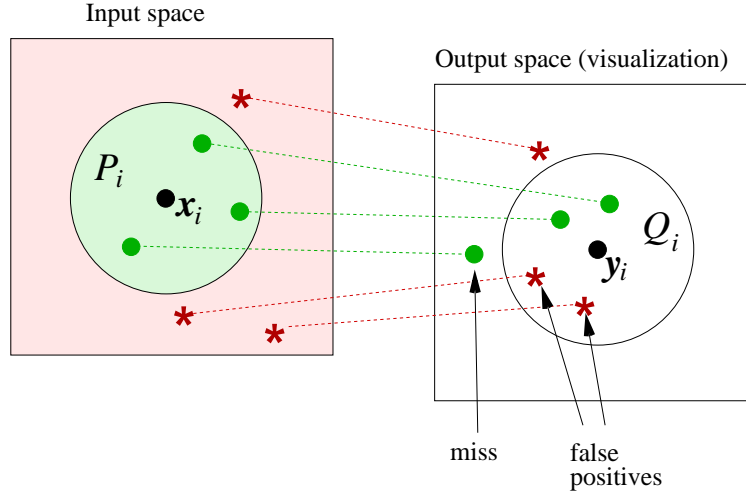 Input space
Output space (visualization)
P_i
x_i
Q_i
y_i
miss
false
positives